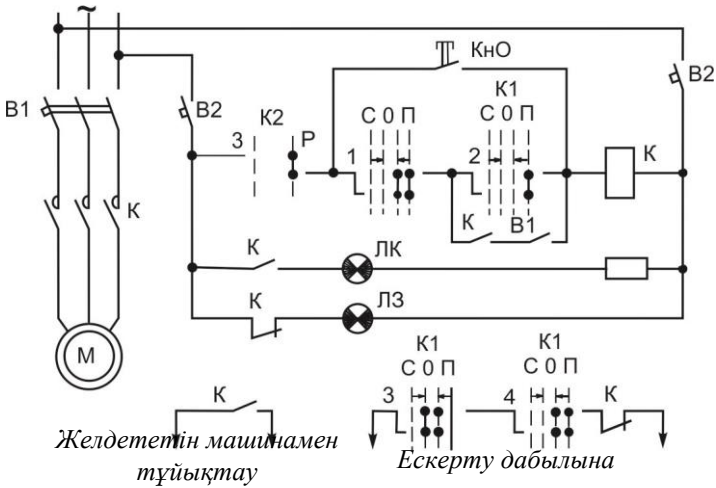 ~
КнО
В1
В2
В2
К2
К1
С 0 П
С 0 П
3
Р
1
2
К
К
К
В1
К
ЛК
К
ЛЗ
М
К1
К1
С 0 П
С 0 П
К
3
4
К
Желдететін машинамен
тұйықтау
Ескерту дабылына